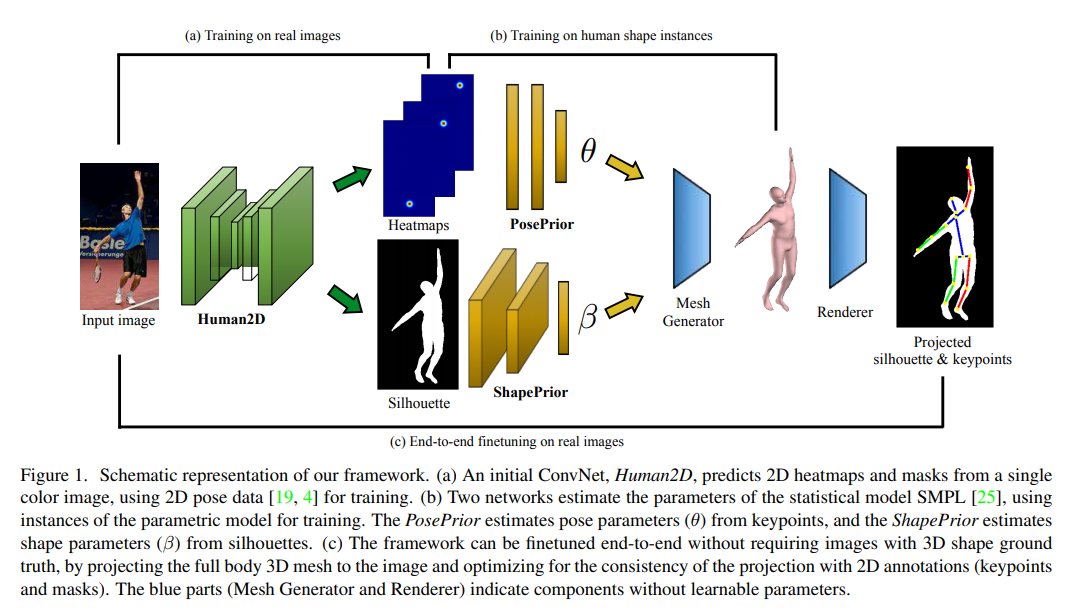 (a) Training on real images
(b) Training on human shape instances
θ
Heatmaps
PosePrior
Basle
Input image
Human2D
Mesh
Generator
Renderer
β
Projected
silhouette & keypoints
ShapePrior
Silhouette
(c) End-to-end finetuning on real images
Figure 1. Schematic representation of our framework. (a) An initial ConvNet, Human2D, predicts 2D heatmaps and masks from a single
color image, using 2D pose data [19, 4] for training. (b) Two networks estimate the parameters of the statistical model SMPL [25], using
instances of the parametric model for training. The PosePrior estimates pose parameters (θ) from keypoints, and the ShapePrior estimates
shape parameters (β) from silhouettes. (c) The framework can be finetuned end-to-end without requiring images with 3D shape ground
truth, by projecting the full body 3D mesh to the image and optimizing for the consistency of the projection with 2D annotations (keypoints
and masks). The blue parts (Mesh Generator and Renderer) indicate components without learnable parameters.